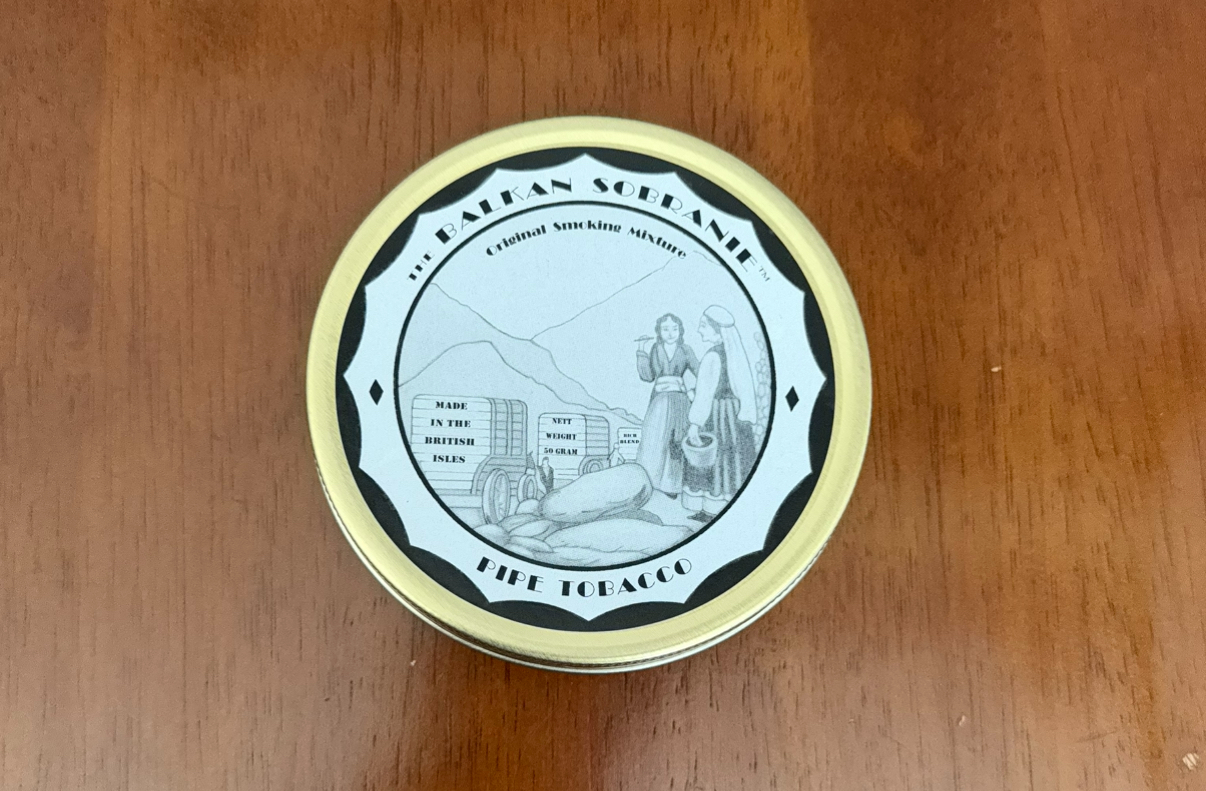 THE BALKAN SOBRANIE™
Original Smoking Mixture
MADE
IN THE
BRITISH
ISLES
NETT
WEIGHT
50 GRAM
RICH
BLEND
PIPE TOBACCO